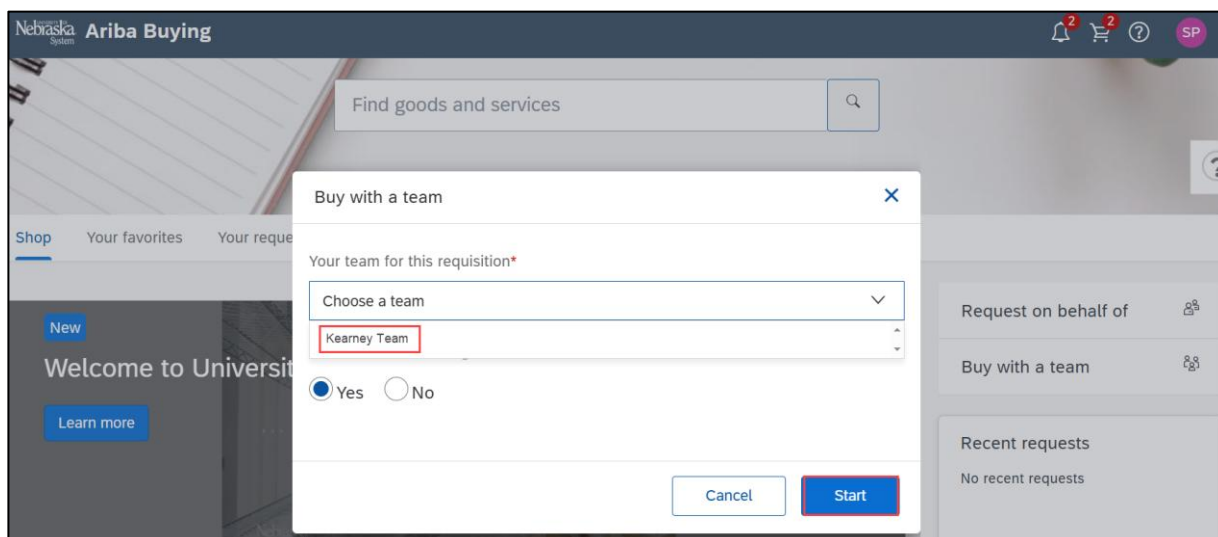 Nebraska
System
Ariba Buying
2
2
SP
Find goods and services
Buy with a team
Shop
Your favorites
Your reque
Your team for this requisition*
Choose a team
Kearney Team
Yes
No
Cancel
Start
New
Welcome to Universit
Learn more
Request on behalf of
Buy with a team
Recent requests
No recent requests